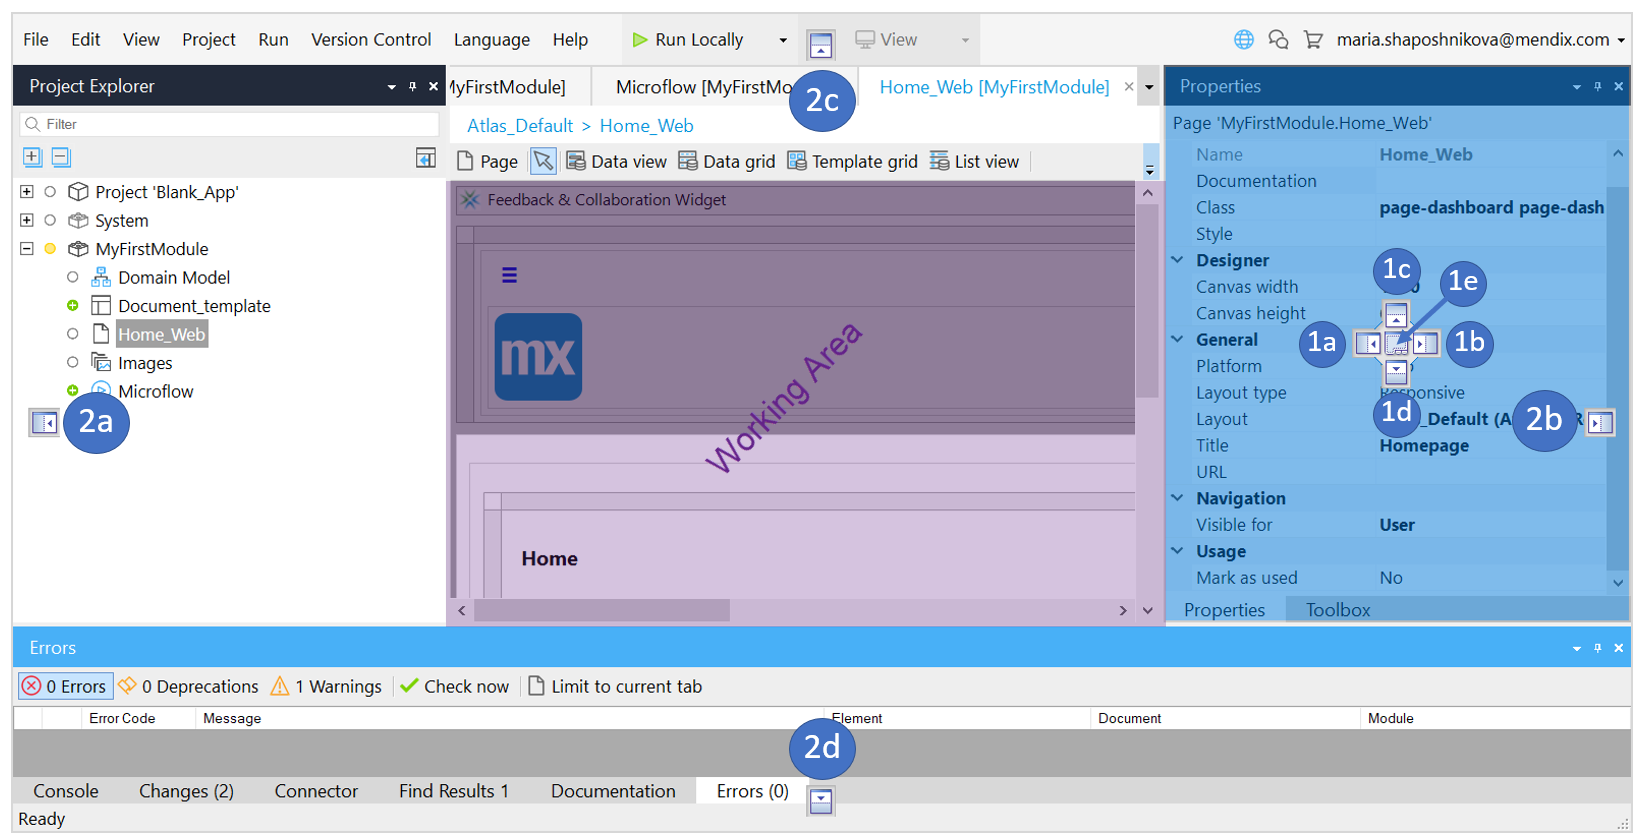 File Edit View Project Run Version Control Language Help Run Locally View maria.shaposhnikova@mendix.com
Project Explorer
Filter
Project 'Blank_App'
System
MyFirstModule
Domain Model
Document_template
Home_Web
Images
Microflow
2a
MyFirstModule] Microflow [MyFirstMo Home_Web [MyFirstModule]
2c
Atlas_Default > Home_Web
Page Data view Data grid Template grid List view
Feedback & Collaboration Widget
mx
Working Area
Home
Properties
Page 'MyFirstModule.Home_Web'
Name Home_Web
Documentation
Class page-dashboard page-dash
Style
Designer
1c
Canvas width
1e
Canvas height
General
1a 1b
Platform
Layout type Responsive
1d
Layout _Default (A R
2b
Title Homepage
URL
Navigation
Visible for User
Usage
Mark as used No
Properties Toolbox
Errors
0 Errors 0 Deprecations 1 Warnings Check now Limit to current tab
Error Code Message Element Document Module
2d
Console Changes (2) Connector Find Results 1 Documentation Errors (0)
Ready